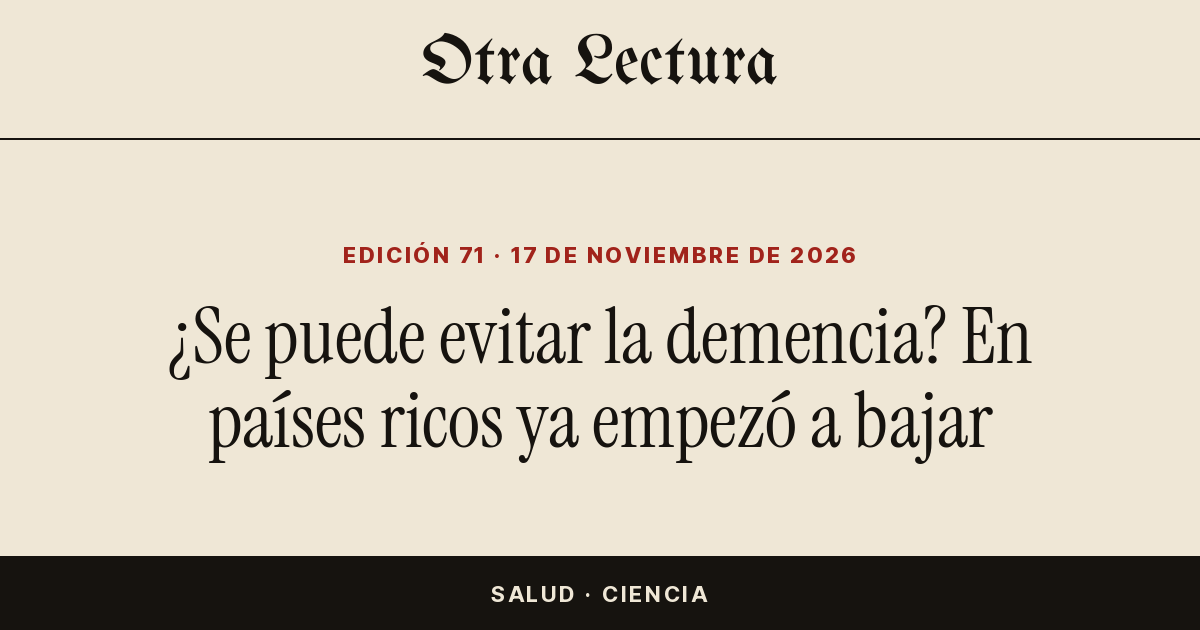 Otra Lectura
EDICIÓN 71 · 17 DE NOVIEMBRE DE 2026
¿Se puede evitar la demencia? En
países ricos ya empezó a bajar
SALUD · CIENCIA